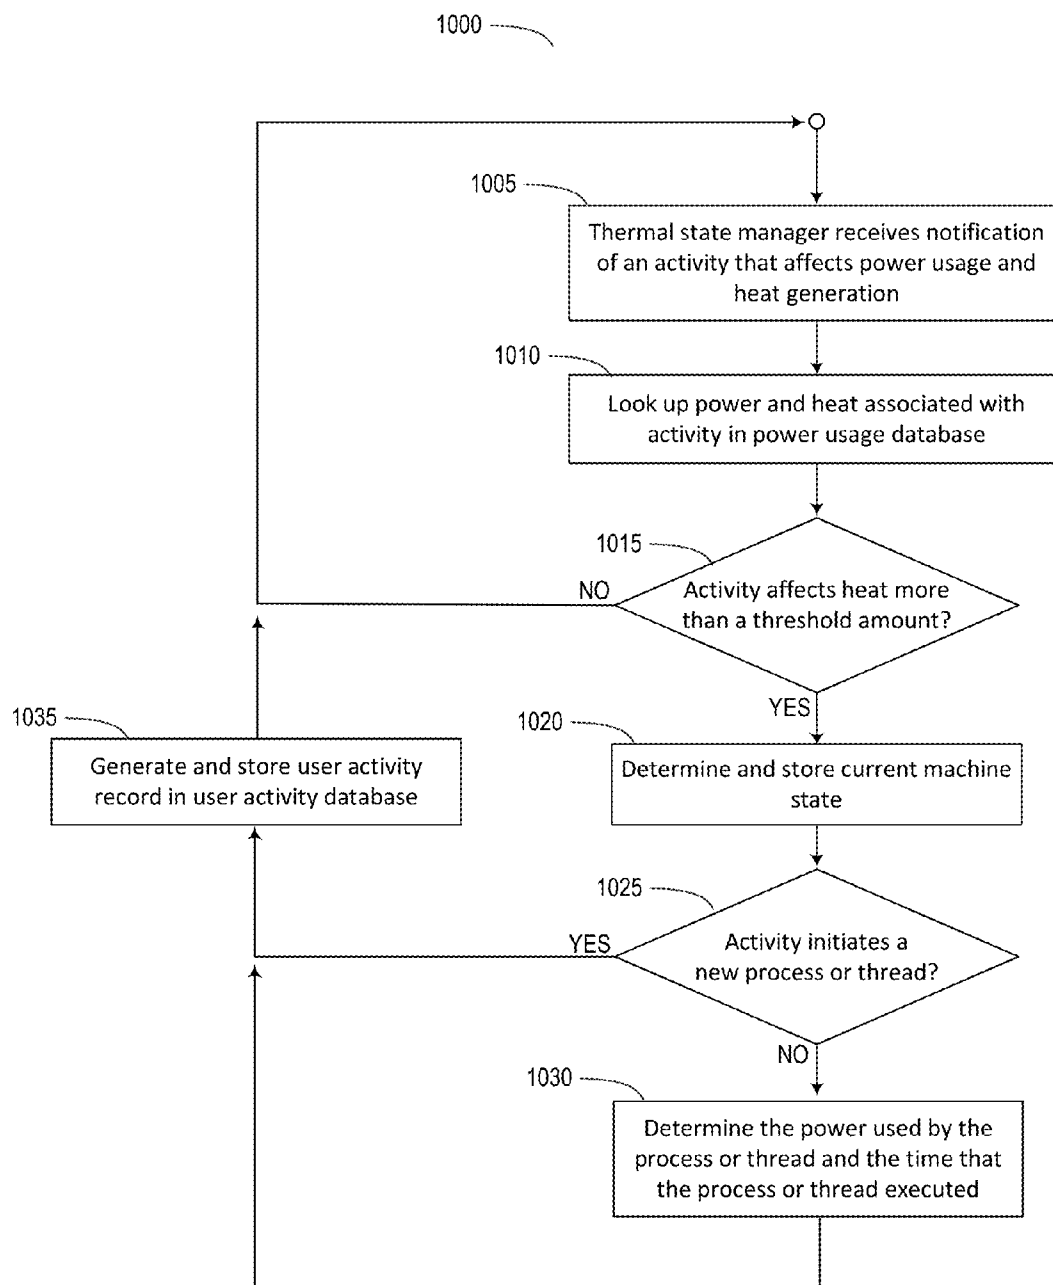 1000
1005
Thermal state manager receives notification
of an activity that affects power usage and
heat generation
1010
Look up power and heat associated with
activity in power usage database
1015
NO
Activity affects heat more
than a threshold amount?
YES
1035
Generate and store user activity
record in user activity database
1020
Determine and store current machine
state
1025
YES
Activity initiates a
new process or thread?
NO
1030
Determine the power used by the
process or thread and the time that
the process or thread executed